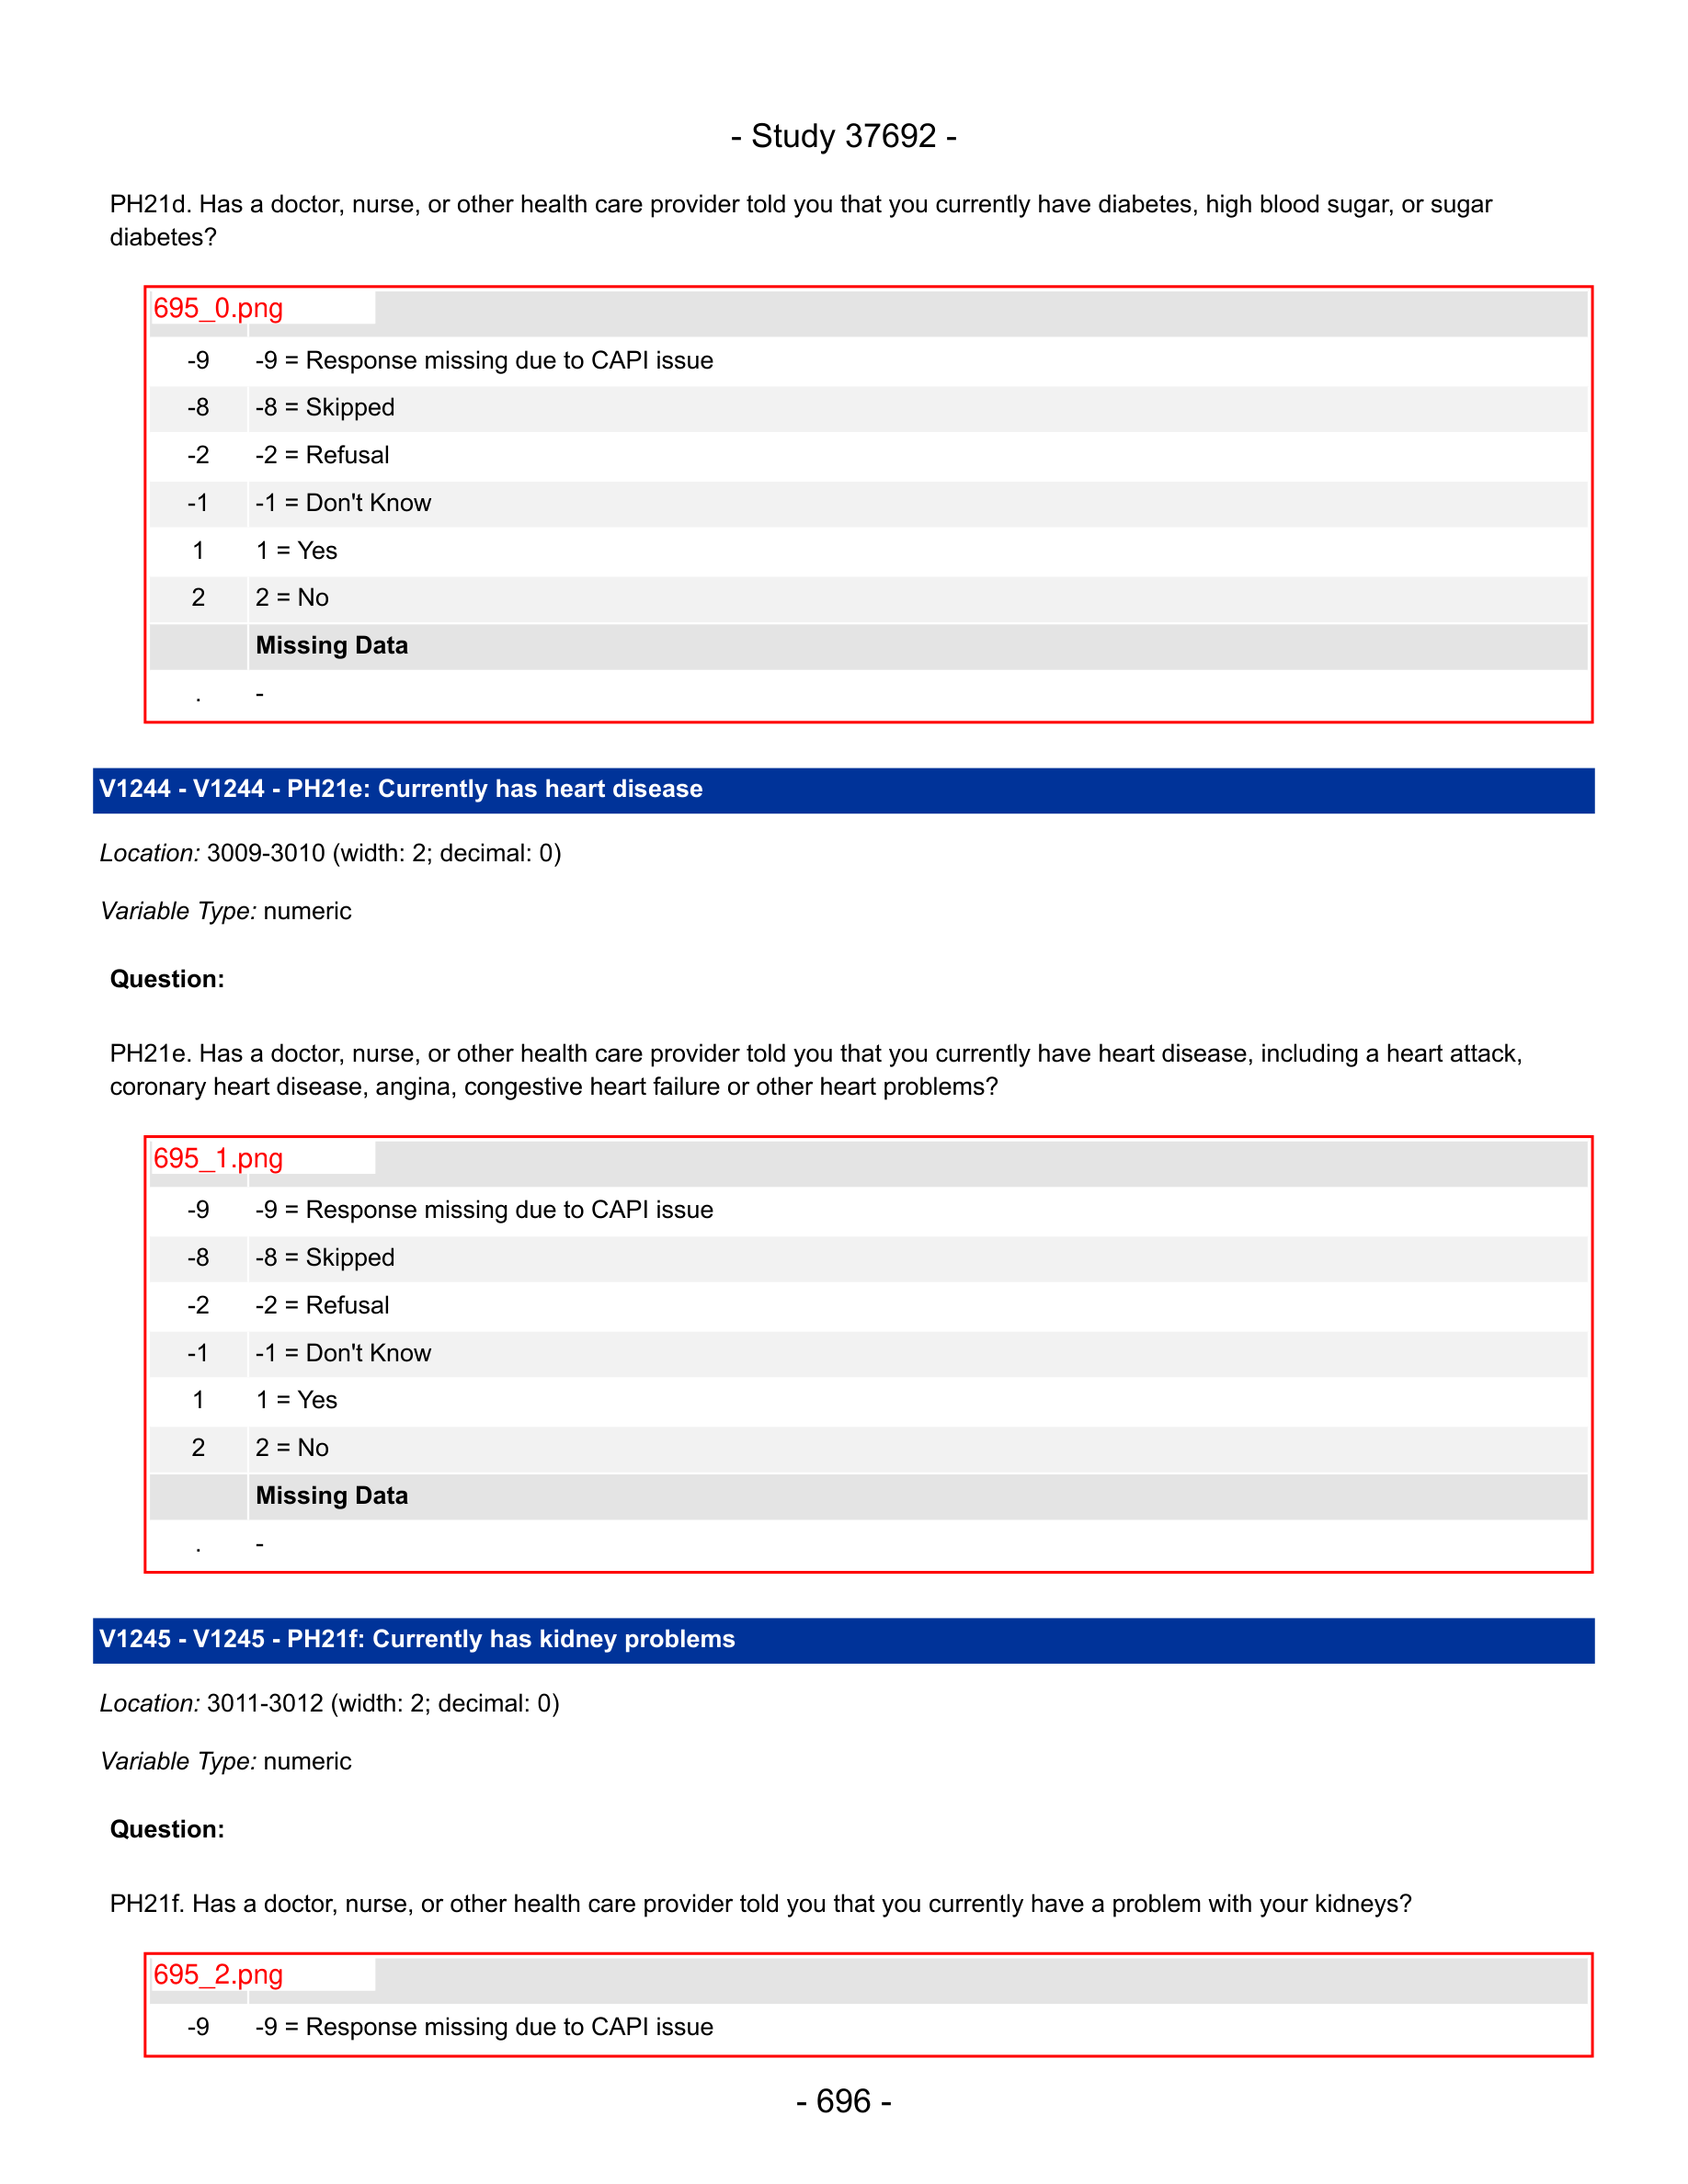 - Study 37692 -
PH21d. Has a doctor, nurse, or other health care provider told you that you currently have diabetes, high blood sugar, or sugar
diabetes?
695_0.png
-9 -9 = Response missing due to CAPI issue
-8 -8 = Skipped
-2 -2 = Refusal
-1 -1 = Don't Know
1 1 = Yes
2 2 = No
Missing Data
. -
V1244 - V1244 - PH21e: Currently has heart disease
Location: 3009-3010 (width: 2; decimal: 0)
Variable Type: numeric
Question:
PH21e. Has a doctor, nurse, or other health care provider told you that you currently have heart disease, including a heart attack,
coronary heart disease, angina, congestive heart failure or other heart problems?
695_1.png
-9 -9 = Response missing due to CAPI issue
-8 -8 = Skipped
-2 -2 = Refusal
-1 -1 = Don't Know
1 1 = Yes
2 2 = No
Missing Data
. -
V1245 - V1245 - PH21f: Currently has kidney problems
Location: 3011-3012 (width: 2; decimal: 0)
Variable Type: numeric
Question:
PH21f. Has a doctor, nurse, or other health care provider told you that you currently have a problem with your kidneys?
695_2.png
-9 -9 = Response missing due to CAPI issue
- 696 -